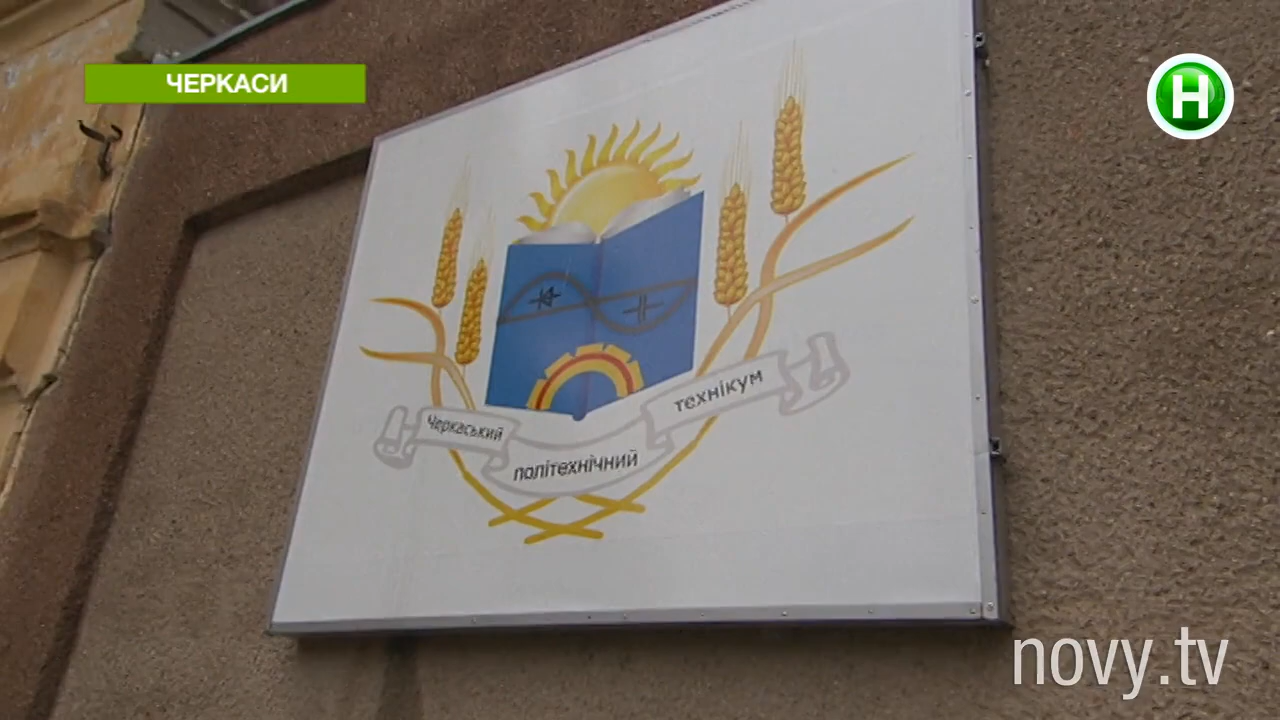 ЧЕРКАСИ
Н
Черкаський
політехнічний
технікум
novy.tv